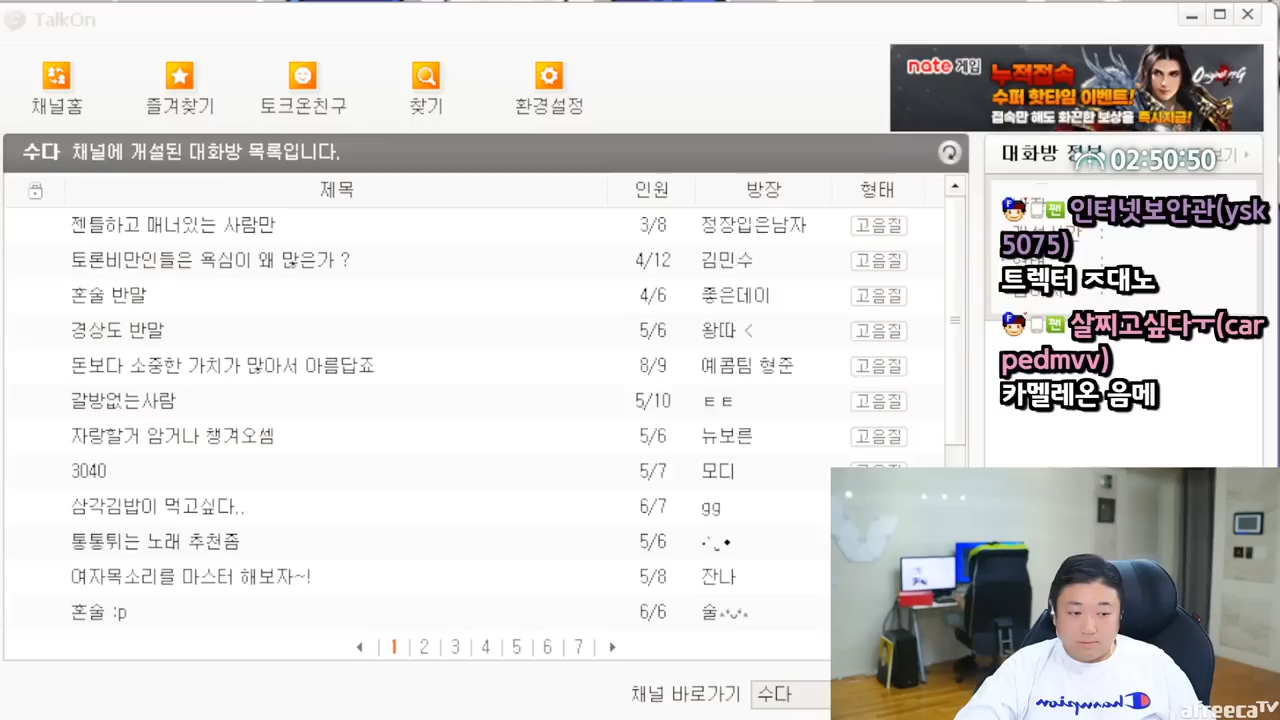 TalkOn
채널홈
즐겨찾기
토크온친구
찾기
환경설정
nate 게임
누적접속
수퍼 핫타임 이벤트!
접속만 해도 화끈한 보상을 즉시지급!
수다 채널에 개설된 대화방 목록입니다.
대화방 정보
02:50:50
제목 인원 방장 형태
젠틀하고 매너있는 사람만 3/8 정장입은남자 고음질
토론비만인들은 욕심이 왜 많은가 ? 4/12 김민수 고음질
혼술 반말 4/6 좋은데이 고음질
경상도 반말 5/6 왕따 < 고음질
돈보다 소중한 가치가 많아서 아름답죠 8/9 예콤팀 형준 고음질
갈방없는사람 5/10 ㅌㅌ 고음질
자랑할거 암거나 챙겨오셈 5/6 뉴보른 고음질
3040 5/7 모디
삼각김밥이 먹고싶다.. 6/7 gg
통통튀는 노래 추천좀 5/6
여자목소리를 마스터 해보자~! 5/8 잔나
혼술 :p 6/6 술
1 2 3 4 5 6 7
채널 바로가기 수다
인터넷보안관(ysk
5075)
트렉터 ㅈ대노
살찌고싶다ㅜ(car
pedmvv)
카멜레온 음메
Champion
afreecaTV